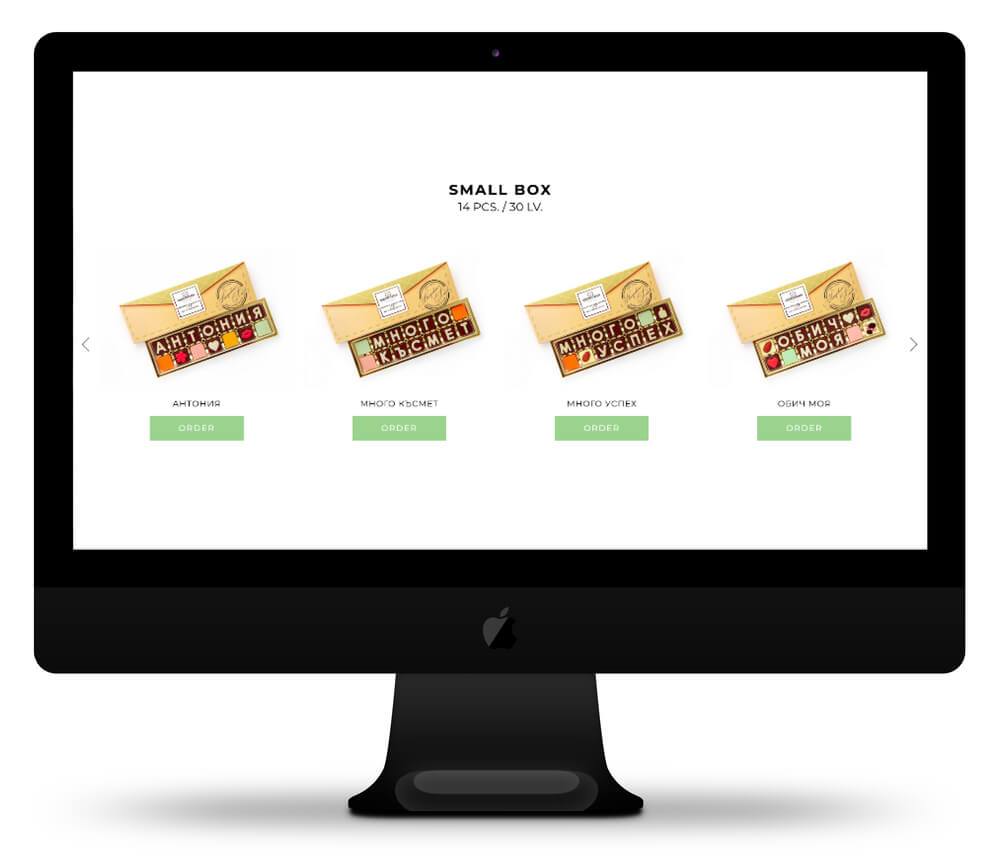 SMALL BOX
14 PCS. / 30 LV.
АНТОНИЯ
МНОГО
КЪСМЕТ
МНОГО
УСПЕХ
ОБИЧ
МОЯ
АНТОНИЯ
МНОГО КЪСМЕТ
МНОГО УСПЕХ
ОБИЧ МОЯ
ORDER
ORDER
ORDER
ORDER